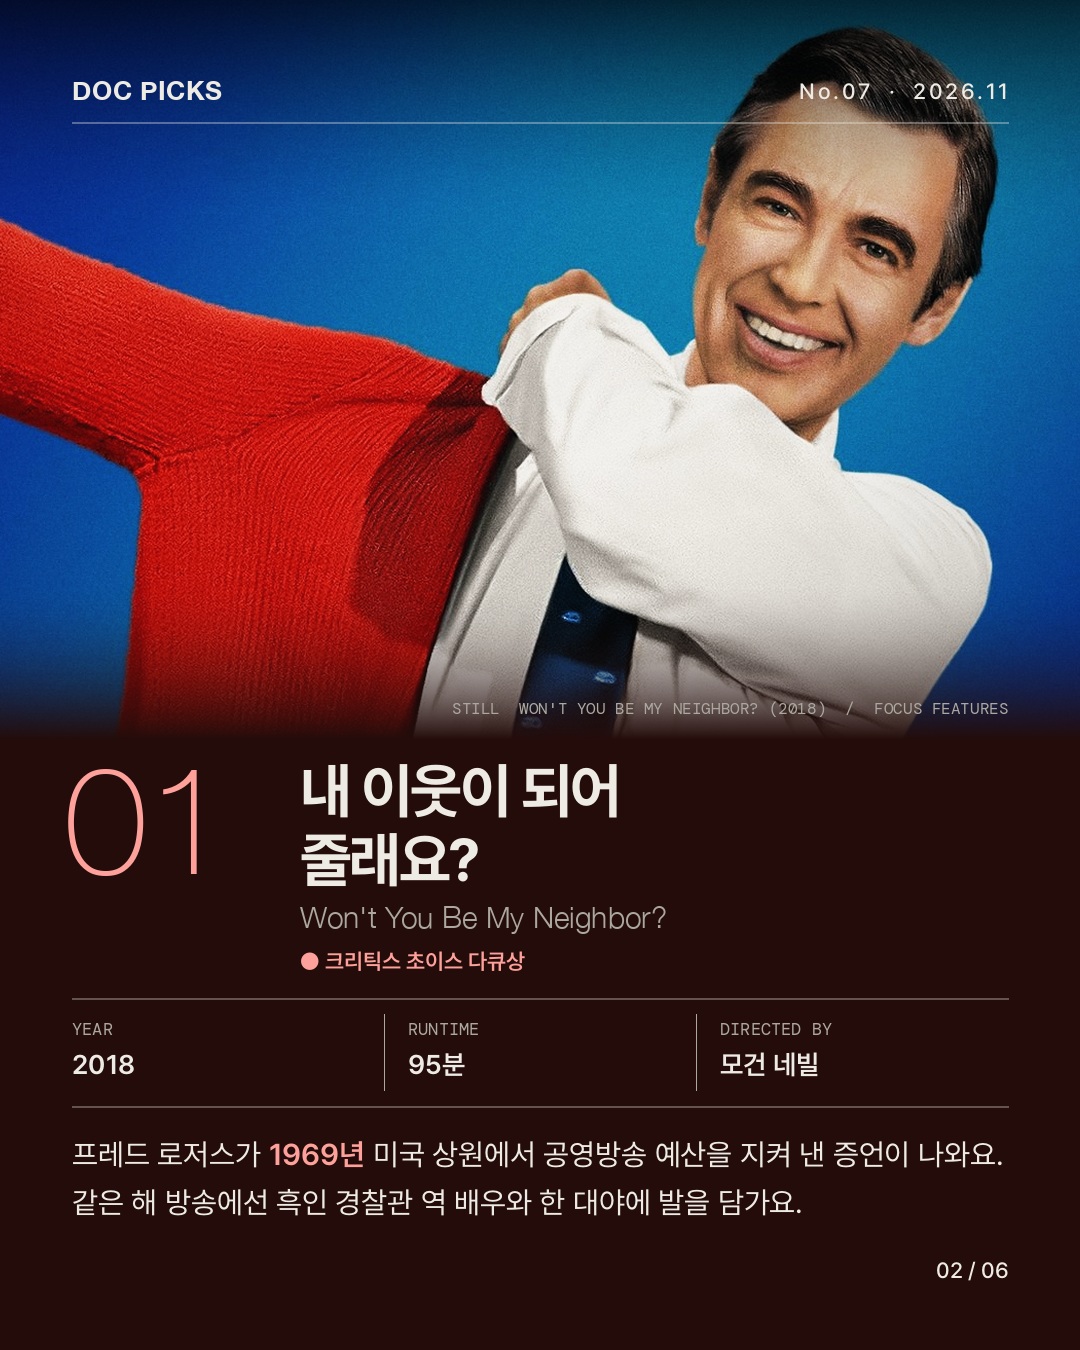 DOC PICKS
No.07 · 2026.11
STILL WON'T YOU BE MY NEIGHBOR? (2018) / FOCUS FEATURES
01
내 이웃이 되어
줄래요?
Won't You Be My Neighbor?
● 크리틱스 초이스 다큐상
YEAR
2018
RUNTIME
95분
DIRECTED BY
모건 네빌
프레드 로저스가 1969년 미국 상원에서 공영방송 예산을 지켜 낸 증언이 나와요.
같은 해 방송에선 흑인 경찰관 역 배우와 한 대야에 발을 담가요.
02 / 06